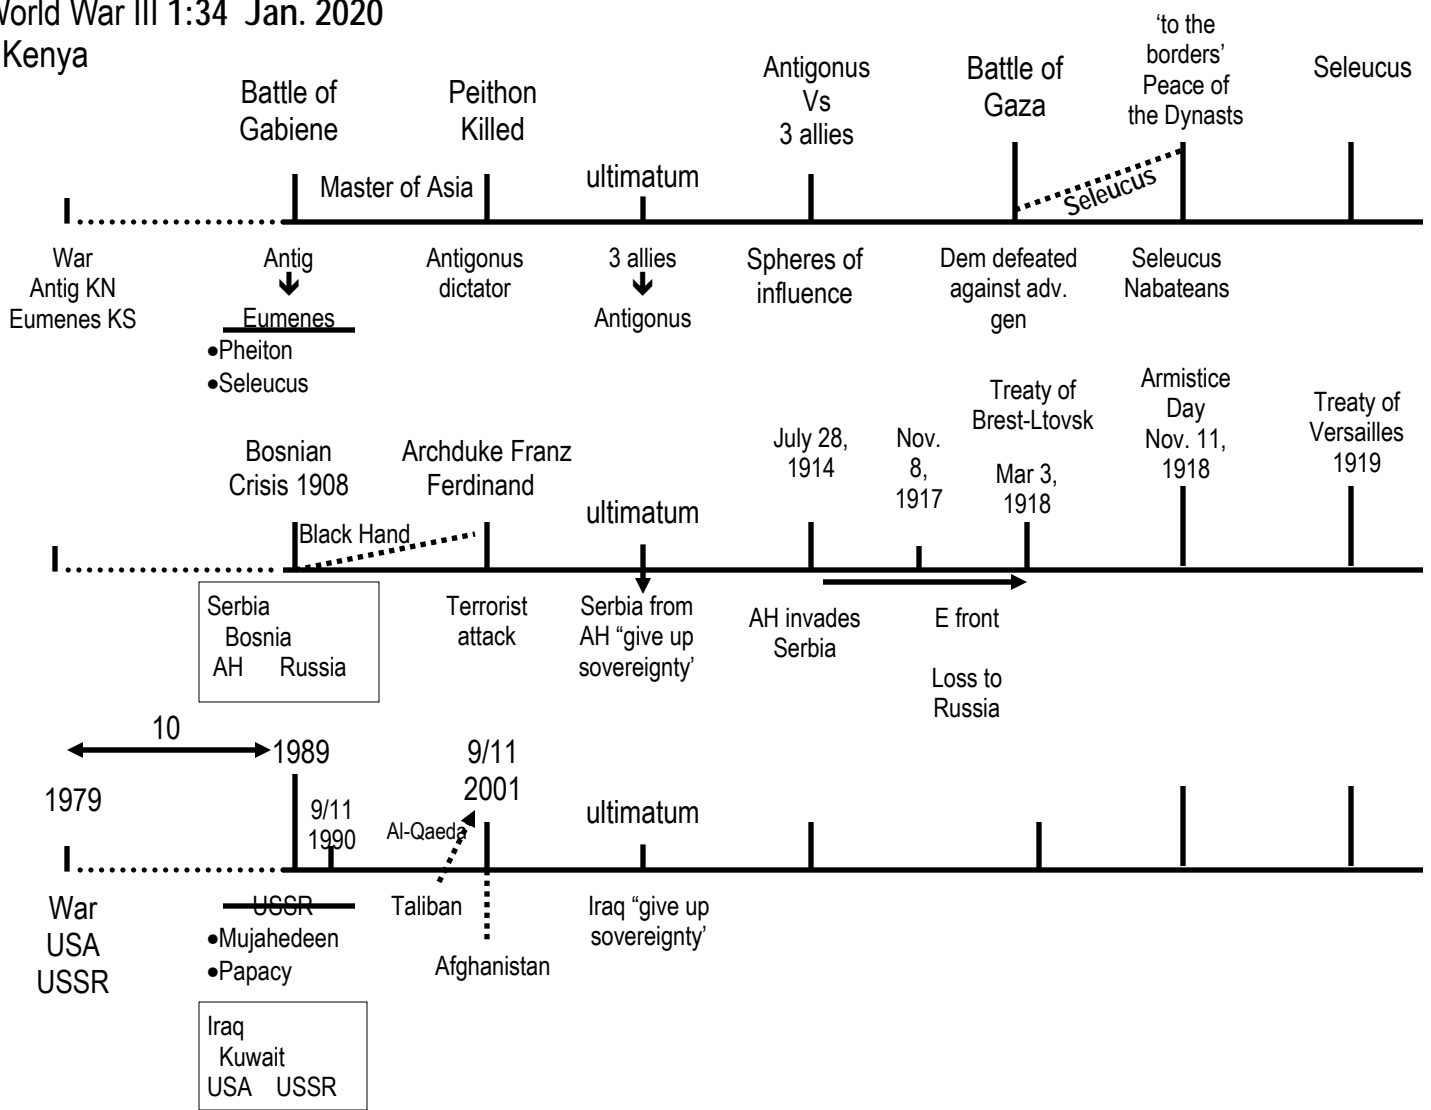 World War III 1:34 Jan. 2020
Kenya
Battle of
Gabiene
Peithon
Killed
Antigonus
Vs
3 allies
Battle of
Gaza
‘to the
borders’
Peace of
the Dynasts
Seleucus
Master of Asia
ultimatum
Seleucus
War
Antig KN
Eumenes KS
Antig
Eumenes
•Pheiton
•Seleucus
Antigonus
dictator
3 allies
Antigonus
Spheres of
influence
Dem defeated
against adv.
gen
Seleucus
Nabateans
Bosnian
Crisis 1908
Archduke Franz
Ferdinand
ultimatum
July 28,
1914
Nov.
8,
1917
Treaty of
Brest-Ltovsk
Mar 3,
1918
Armistice
Day
Nov. 11,
1918
Treaty of
Versailles
1919
Black Hand
Serbia
Bosnia
AH Russia
Terrorist
attack
Serbia from
AH “give up
sovereignty’
AH invades
Serbia
E front
Loss to
Russia
10
1979
1989
9/11
1990
Al-Qaeda
9/11
2001
ultimatum
War
USA
USSR
USSR
•Mujahedeen
•Papacy
Taliban
Afghanistan
Iraq “give up
sovereignty’
Iraq
Kuwait
USA USSR